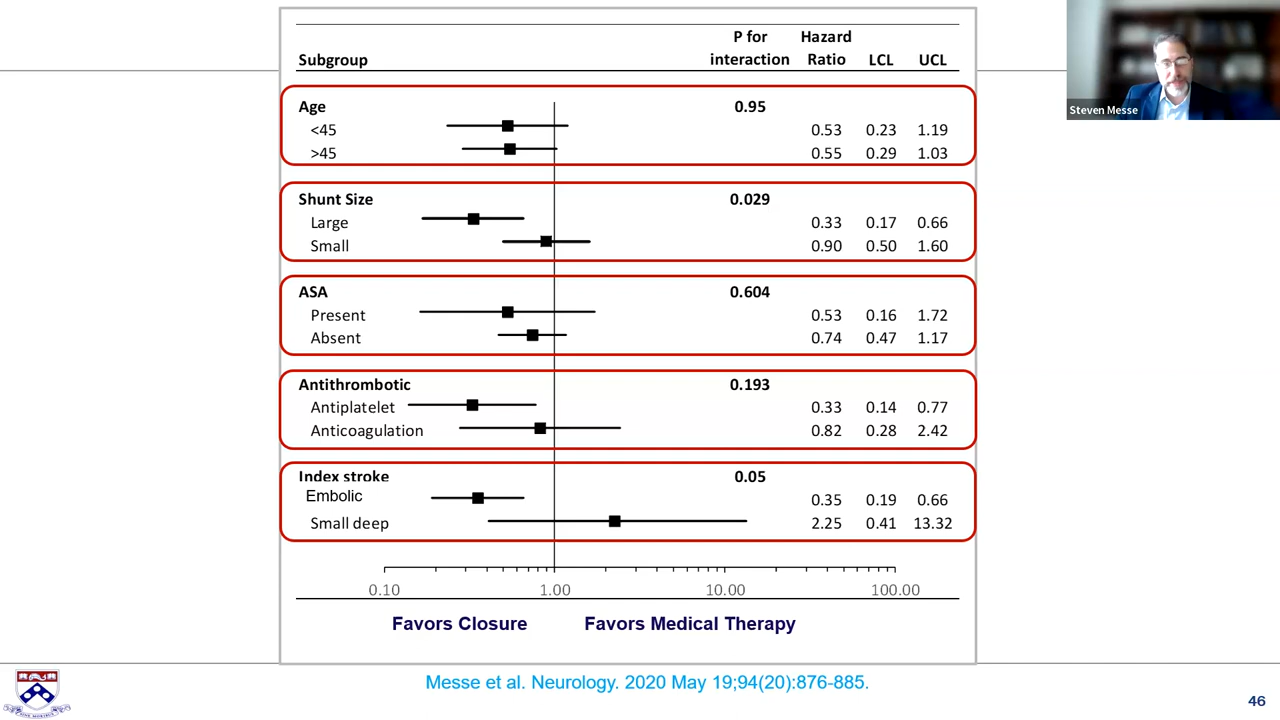 P for Hazard
Subgroup interaction Ratio LCL UCL
Steven Messe
Age 0.95
<45 0.53 0.23 1.19
>45 0.55 0.29 1.03
Shunt Size 0.029
Large 0.33 0.17 0.66
Small 0.90 0.50 1.60
ASA 0.604
Present 0.53 0.16 1.72
Absent 0.74 0.47 1.17
Antithrombotic 0.193
Antiplatelet 0.33 0.14 0.77
Anticoagulation 0.82 0.28 2.42
Index stroke 0.05
Embolic 0.35 0.19 0.66
Small deep 2.25 0.41 13.32
0.10 1.00 10.00 100.00
Favors Closure Favors Medical Therapy
Messe et al. Neurology. 2020 May 19;94(20):876-885.
46